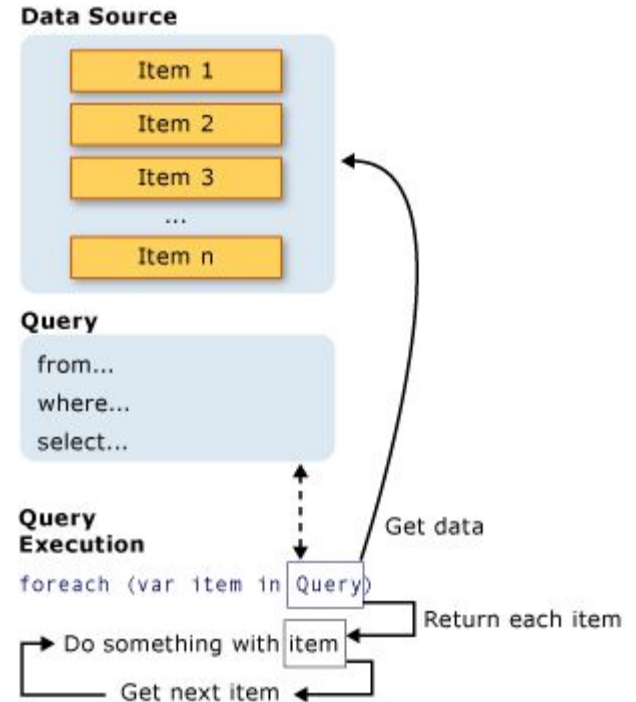 Data Source
Item 1
Item 2
Item 3
...
Item n
Query
from...
where...
select...
Query
Execution
Get data
foreach (var item in Query)
Return each item
Do something with item
Get next item